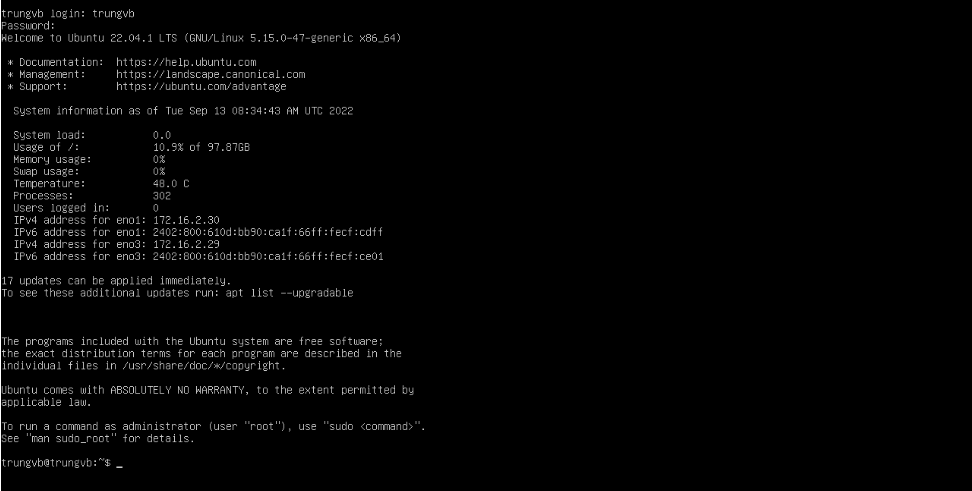 trungvb login: trungvb
Password:
Welcome to Ubuntu 22.04.1 LTS (GNU/Linux 5.15.0-47-generic x86_64)
* Documentation:  https://help.ubuntu.com
* Management:     https://landscape.canonical.com
* Support:        https://ubuntu.com/advantage
System information as of Tue Sep 13 08:34:43 AM UTC 2022
System load:           0.0
Usage of /:            10.9% of 97.87GB
Memory usage:          0%
Swap usage:            0%
Temperature:           48.0 C
Processes:             302
Users logged in:       0
IPv4 address for eno1: 172.16.2.30
IPv6 address for eno1: 2402:800:610d:bb90:ca1f:66ff:fecf:cdff
IPv4 address for eno3: 172.16.2.29
IPv6 address for eno3: 2402:800:610d:bb90:ca1f:66ff:fecf:ce01
17 updates can be applied immediately.
To see these additional updates run: apt list --upgradable
The programs included with the Ubuntu system are free software;
the exact distribution terms for each program are described in the
individual files in /usr/share/doc/*/copyright.
Ubuntu comes with ABSOLUTELY NO WARRANTY, to the extent permitted by
applicable law.
To run a command as administrator (user "root"), use "sudo <command>".
See "man sudo_root" for details.
trungvb@trungvb:~$ _